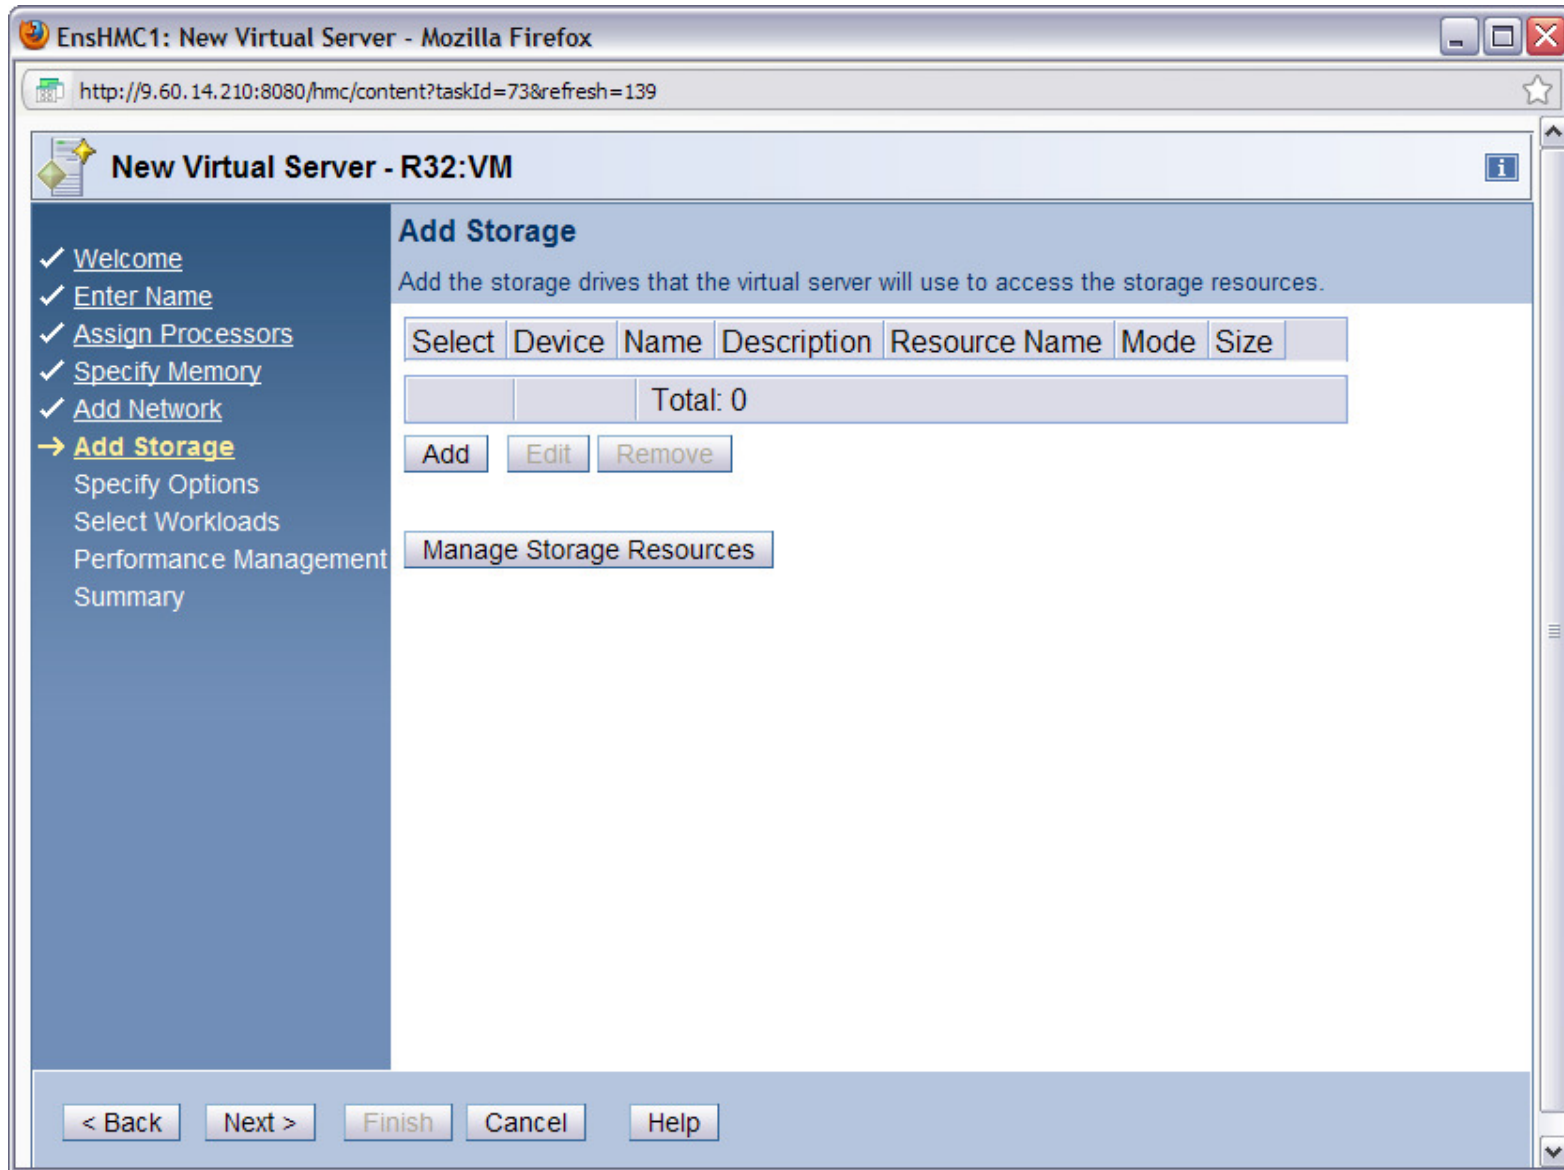 EnsHMC1: New Virtual Server - Mozilla Firefox
http://9.60.14.210:8080/hmc/content?taskId=73&refresh=139
New Virtual Server - R32:VM
i
Welcome
Enter Name
Assign Processors
Specify Memory
Add Network
Add Storage
Specify Options
Select Workloads
Performance Management
Summary
Add Storage
Add the storage drives that the virtual server will use to access the storage resources.
Select Device Name Description Resource Name Mode Size
Total: 0
Add Edit Remove
Manage Storage Resources
< Back Next > Finish Cancel Help